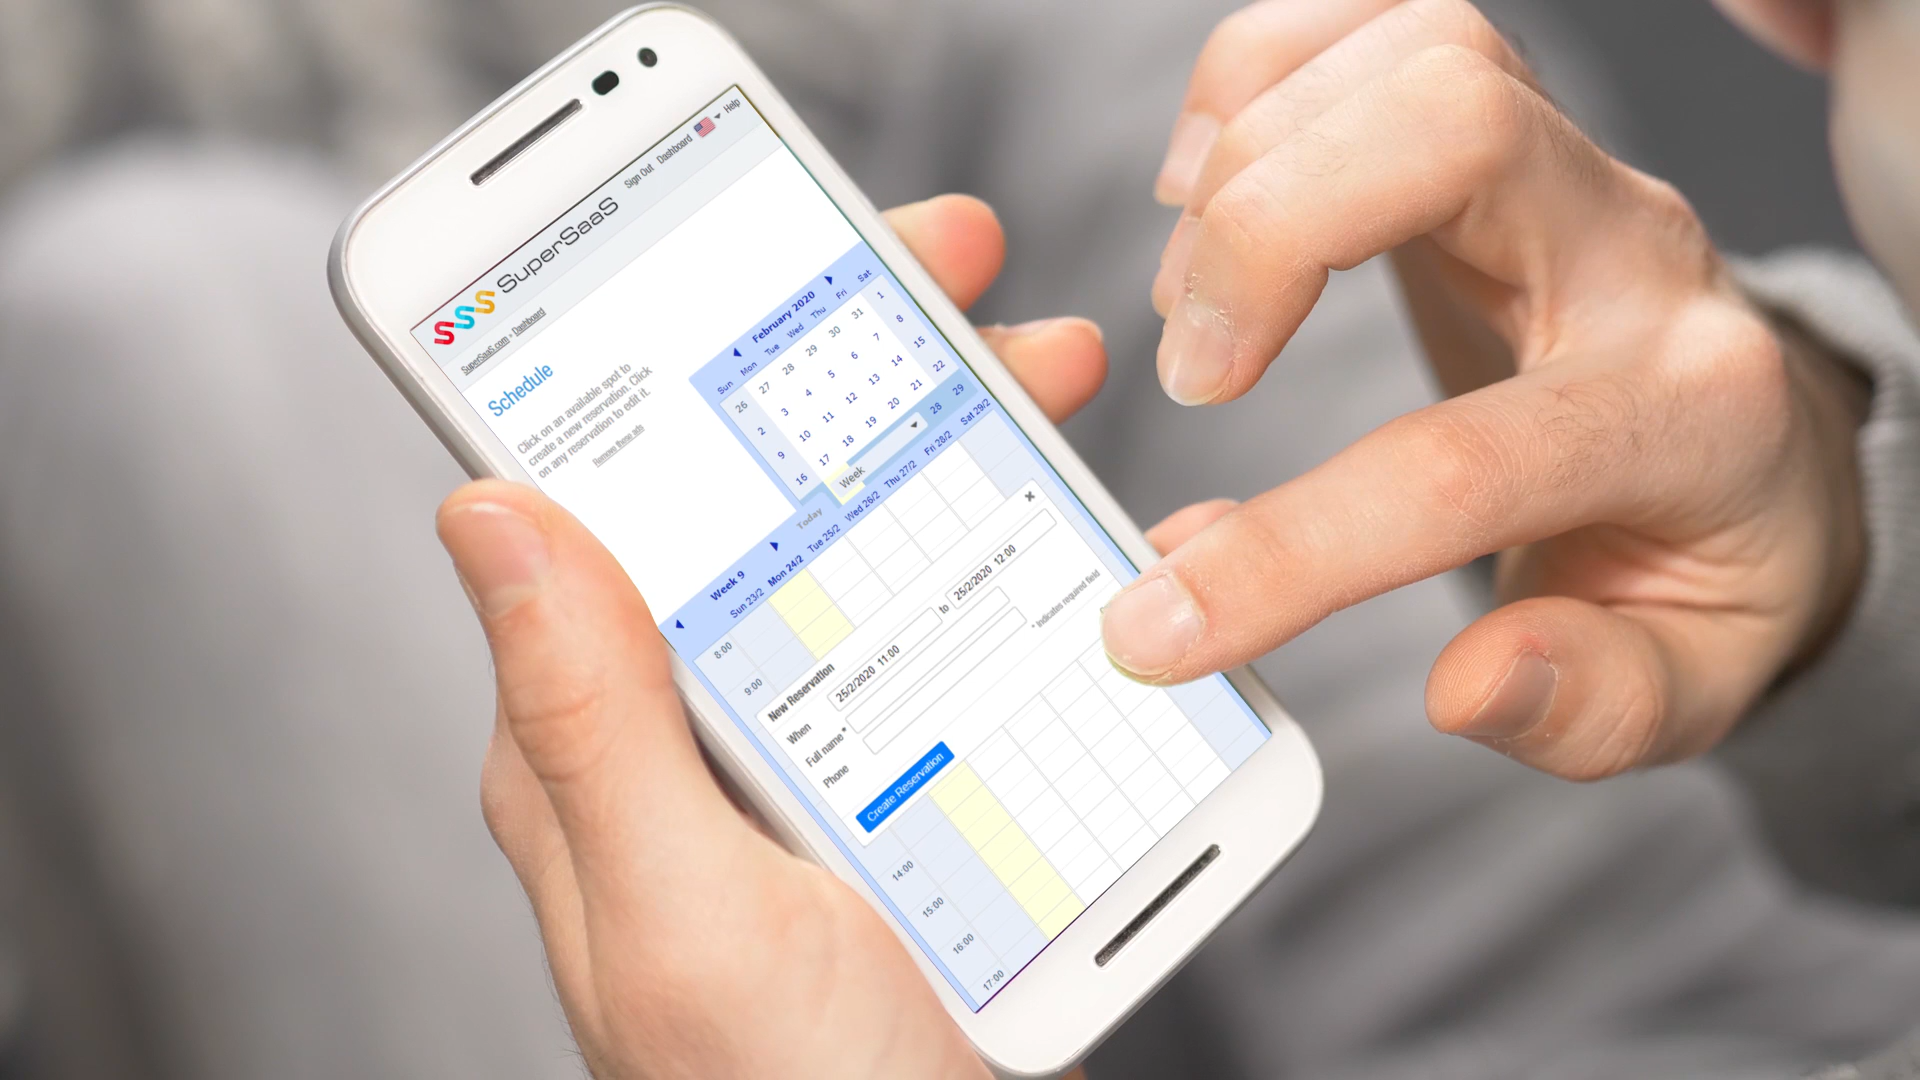 SuperSaaS
Sign Out Dashboard Help
SuperSaaS.com › Dashboard
Schedule
Click on an available spot to
create a new reservation. Click
on any reservation to edit it.
Remove these ads
February 2020
Sun Mon Tue Wed Thu Fri Sat
26 27 28 29 30 31 1
2 3 4 5 6 7 8
9 10 11 12 13 14 15
16 17 18 19 20 21 22
28 29
Today Week
Week 9
Sun 23/2 Mon 24/2 Tue 25/2 Wed 26/2 Thu 27/2 Fri 28/2 Sat 29/2
8:00
9:00
New Reservation
When 25/2/2020 11:00 to 25/2/2020 12:00
Full name *
Phone
* Indicates required field
Create Reservation
14:00
15:00
16:00
17:00